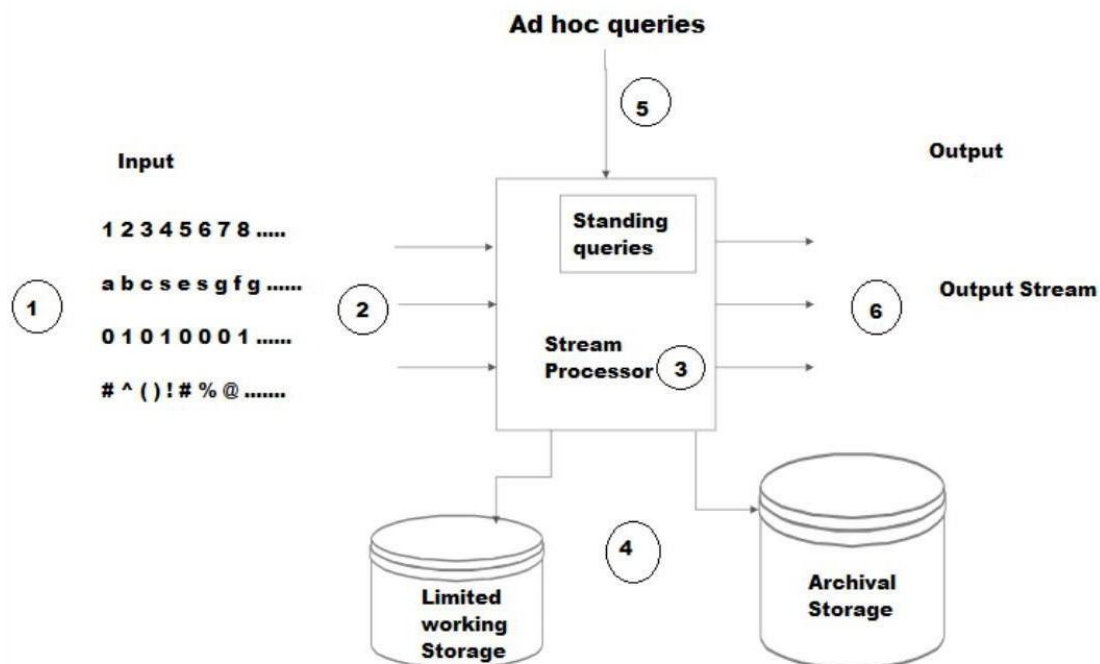 Ad hoc queries
5
Input
Output
1 2 3 4 5 6 7 8 .....
Standing
queries
a b c s e s g f g ......
1
2
6
Output Stream
0 1 0 1 0 0 0 1 ......
Stream
Processor
3
# ^ ( ) ! # % @ .......
4
Limited
working
Storage
Archival
Storage